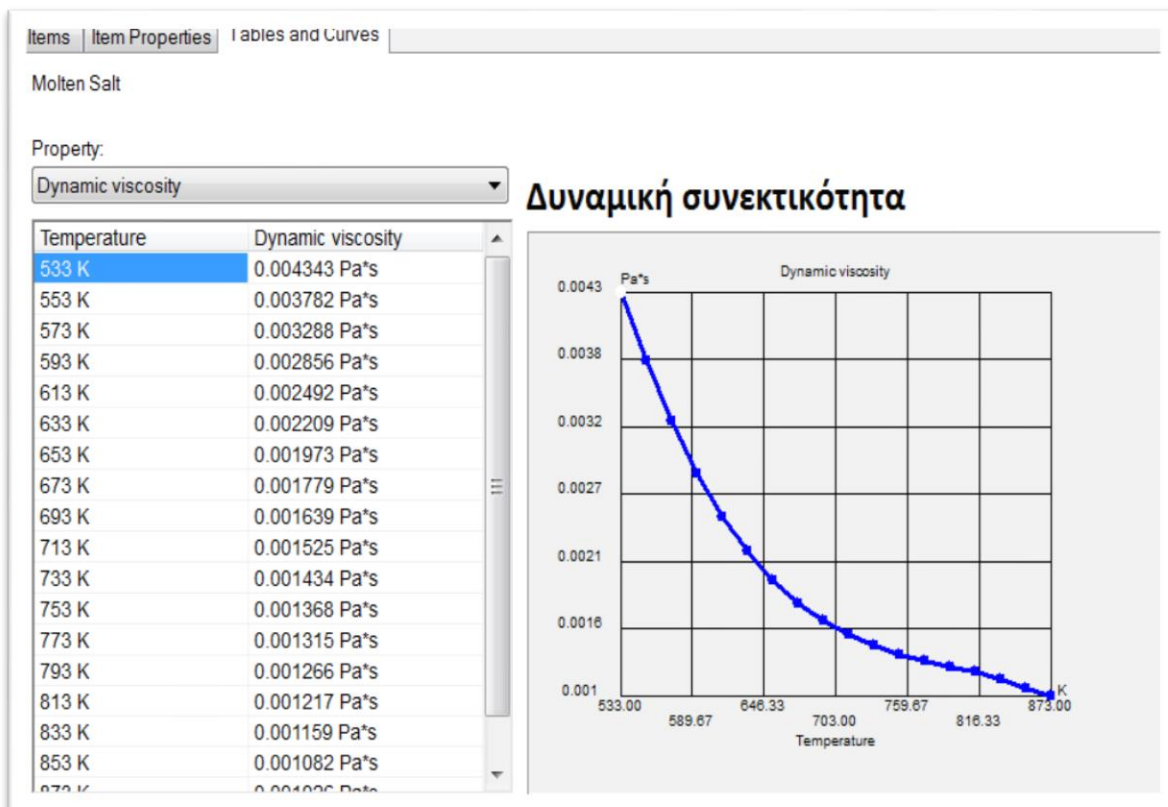 Items Item Properties Tables and Curves
Molten Salt
Property:
Dynamic viscosity
Δυναμική συνεκτικότητα
Temperature Dynamic viscosity
533 K 0.004343 Pa*s
553 K 0.003782 Pa*s
573 K 0.003288 Pa*s
593 K 0.002856 Pa*s
613 K 0.002492 Pa*s
633 K 0.002209 Pa*s
653 K 0.001973 Pa*s
673 K 0.001779 Pa*s
693 K 0.001639 Pa*s
713 K 0.001525 Pa*s
733 K 0.001434 Pa*s
753 K 0.001368 Pa*s
773 K 0.001315 Pa*s
793 K 0.001266 Pa*s
813 K 0.001217 Pa*s
833 K 0.001159 Pa*s
853 K 0.001082 Pa*s
Pa*s Dynamic viscosity
0.0043
0.0038
0.0032
0.0027
0.0021
0.0016
0.001
K
533.00 646.33 759.67 873.00
589.67 703.00 816.33
Temperature